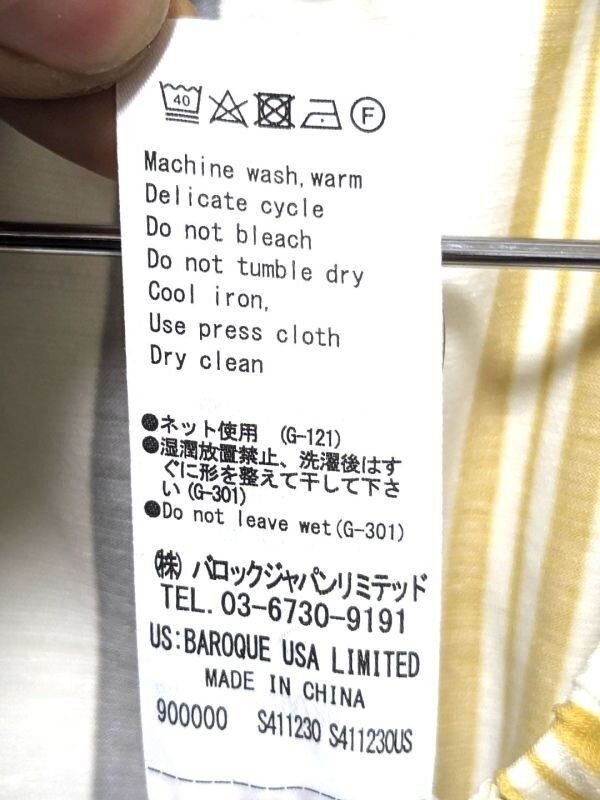 40
F
Machine wash,warm
Delicate cycle
Do not bleach
Do not tumble dry
Cool iron,
Use press cloth
Dry clean
●ネット使用 (G-121)
●湿潤放置禁止、洗濯後はす
ぐに形を整えて干して下さ
い(G-301)
●Do not leave wet(G-301)
㈱ バロックジャパンリミテッド
TEL. 03-6730-9191
US:BAROQUE USA LIMITED
MADE IN CHINA
900000 S411230 S411230US